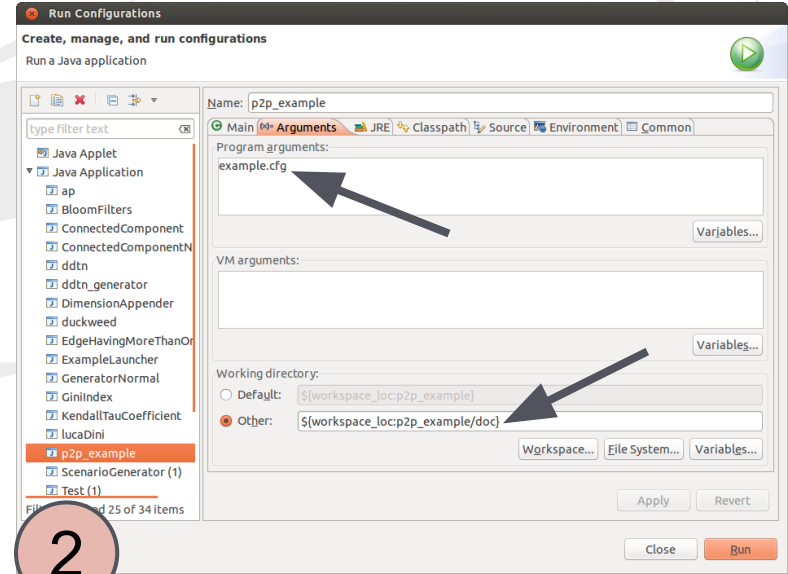 Run Configurations
Create, manage, and run configurations
Run a Java application
type filter text
Java Applet
Java Application
ap
BloomFilters
ConnectedComponent
ConnectedComponentN
ddtn
ddtn_generator
DimensionAppender
duckweed
EdgeHavingMoreThanOr
ExampleLauncher
GeneratorNormal
GiniIndex
KendallTauCoefficient
lucaDini
p2p_example
ScenarioGenerator (1)
Test (1)
25 of 34 items
2
Name: p2p_example
Main Arguments JRE Classpath Source Environment Common
Program arguments:
example.cfg
Variables...
VM arguments:
Variables...
Working directory:
Default: ${workspace_loc:p2p_example}
Other: ${workspace_loc:p2p_example/doc}
Workspace... File System... Variables...
Apply Revert
Close Run